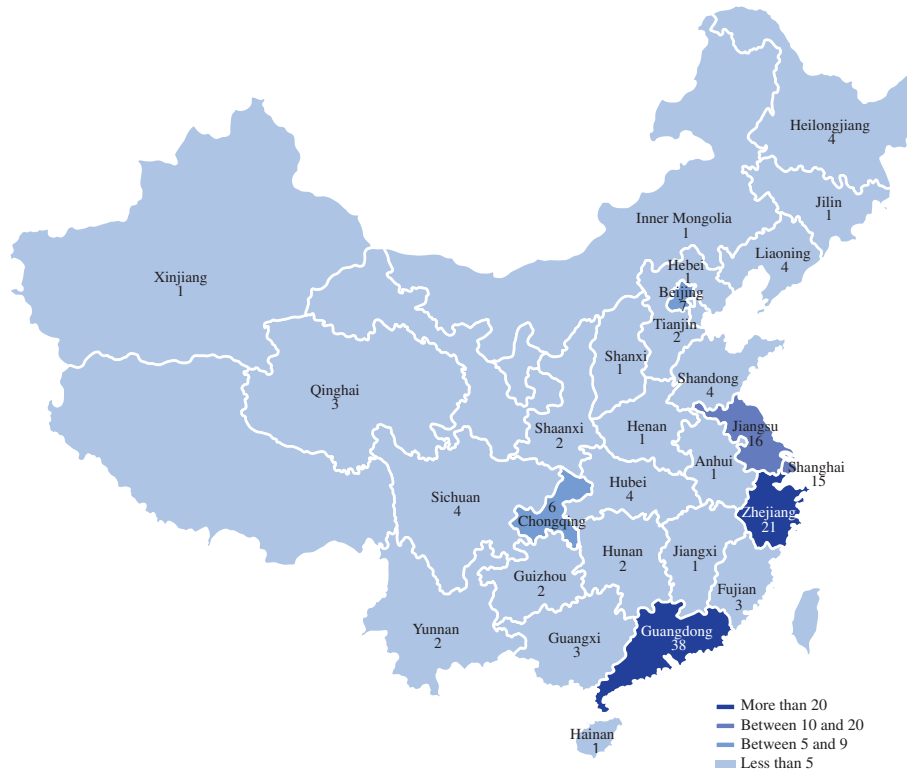 Heilongjiang
4
Jilin
1
Inner Mongolia
1
Liaoning
4
Hebei
1
Xinjiang
1
Beijing
7
Tianjin
2
Shanxi
1
Shandong
4
Qinghai
3
Shaanxi
2
Henan
1
Jiangsu
16
Anhui
1
Shanghai
15
Sichuan
4
Hubei
4
6
Chongqing
Zhejiang
21
Hunan
2
Jiangxi
1
Guizhou
2
Fujian
3
Yunnan
2
Guangxi
3
Guangdong
38
Hainan
1
More than 20
Between 10 and 20
Between 5 and 9
Less than 5